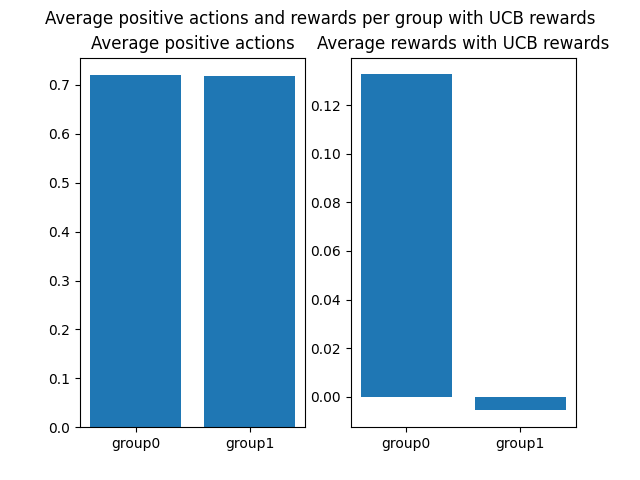 Average positive actions and rewards per group with UCB rewards
Average positive actions
Average rewards with UCB rewards
0.7
0.6
0.5
0.4
0.3
0.2
0.1
0.0
group0
group1
0.12
0.10
0.08
0.06
0.04
0.02
0.00
group0
group1